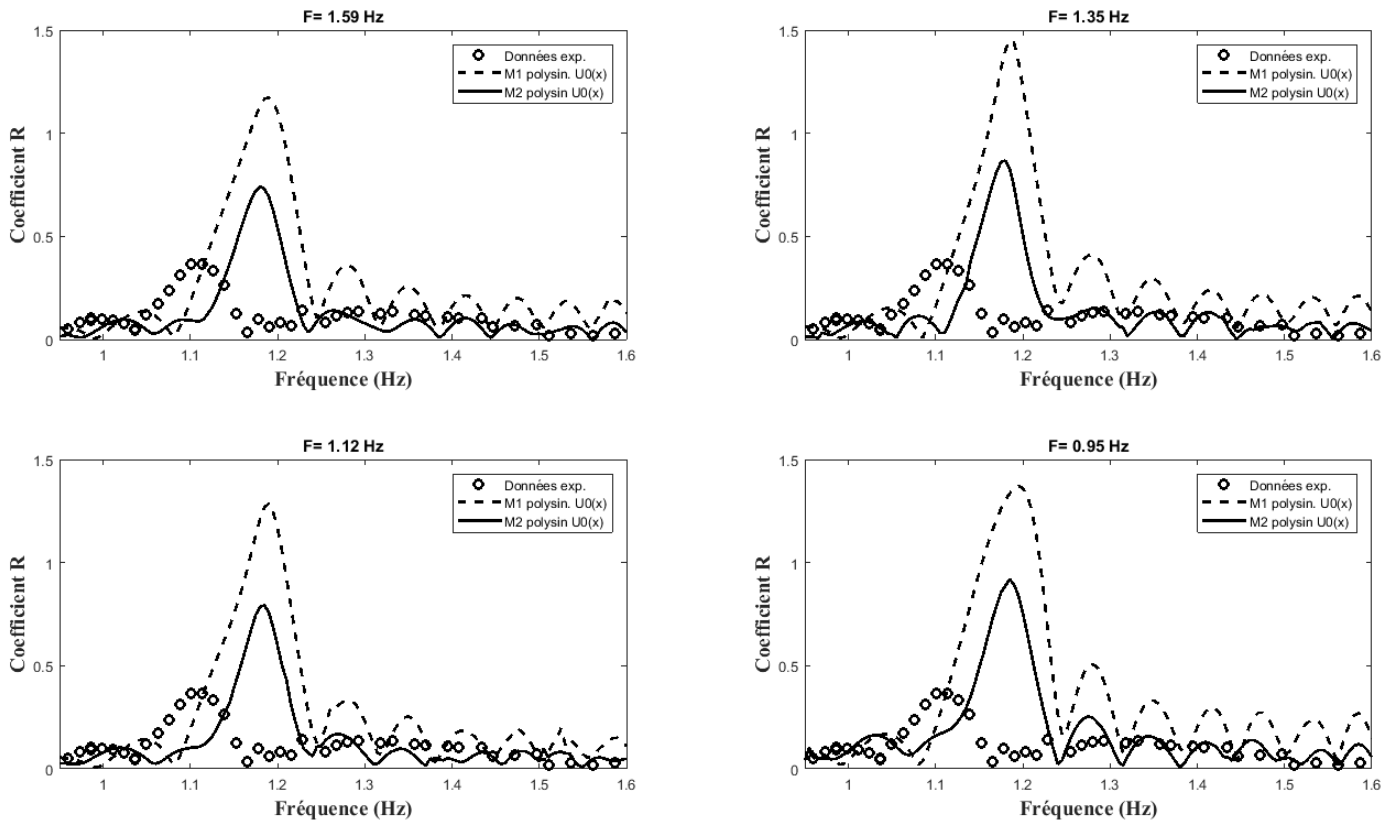 F= 1.59 Hz
1.5
1
0.5
0
Coefficient R
Données exp.
M1 polysin. U0(x)
M2 polysin U0(x)
1 1.1 1.2 1.3 1.4 1.5 1.6
Fréquence (Hz)
F= 1.35 Hz
1.5
1
0.5
0
Coefficient R
Données exp.
M1 polysin. U0(x)
M2 polysin U0(x)
1 1.1 1.2 1.3 1.4 1.5 1.6
Fréquence (Hz)
F= 1.12 Hz
1.5
1
0.5
0
Coefficient R
Données exp.
M1 polysin. U0(x)
M2 polysin U0(x)
1 1.1 1.2 1.3 1.4 1.5 1.6
Fréquence (Hz)
F= 0.95 Hz
1.5
1
0.5
0
Coefficient R
Données exp.
M1 polysin. U0(x)
M2 polysin U0(x)
1 1.1 1.2 1.3 1.4 1.5 1.6
Fréquence (Hz)